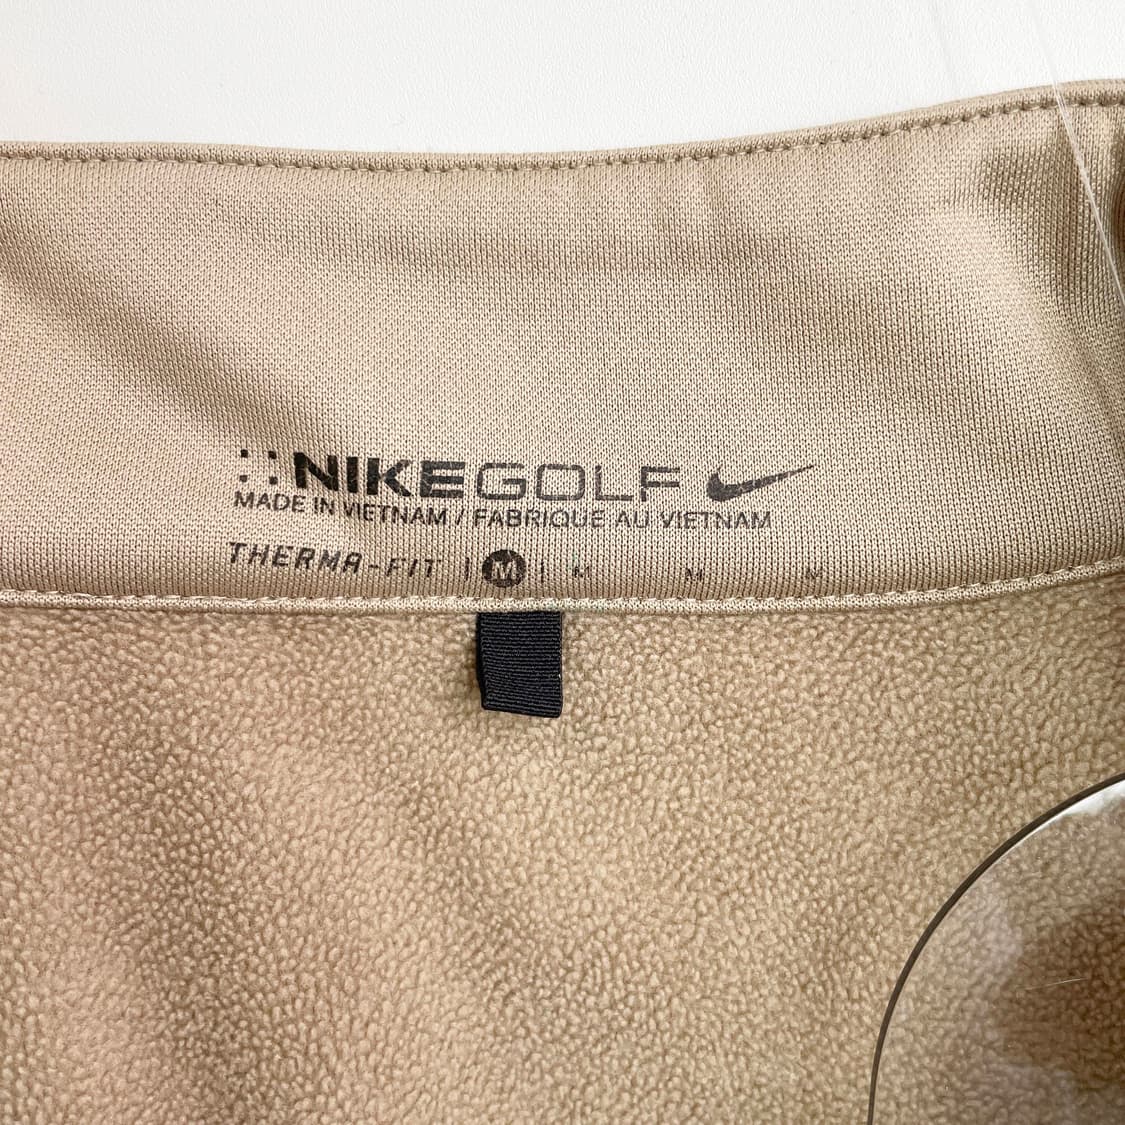 NIKEGOLF
MADE IN VIETNAM / FABRIQUE AU VIETNAM
THERMA-FIT | M | M M M